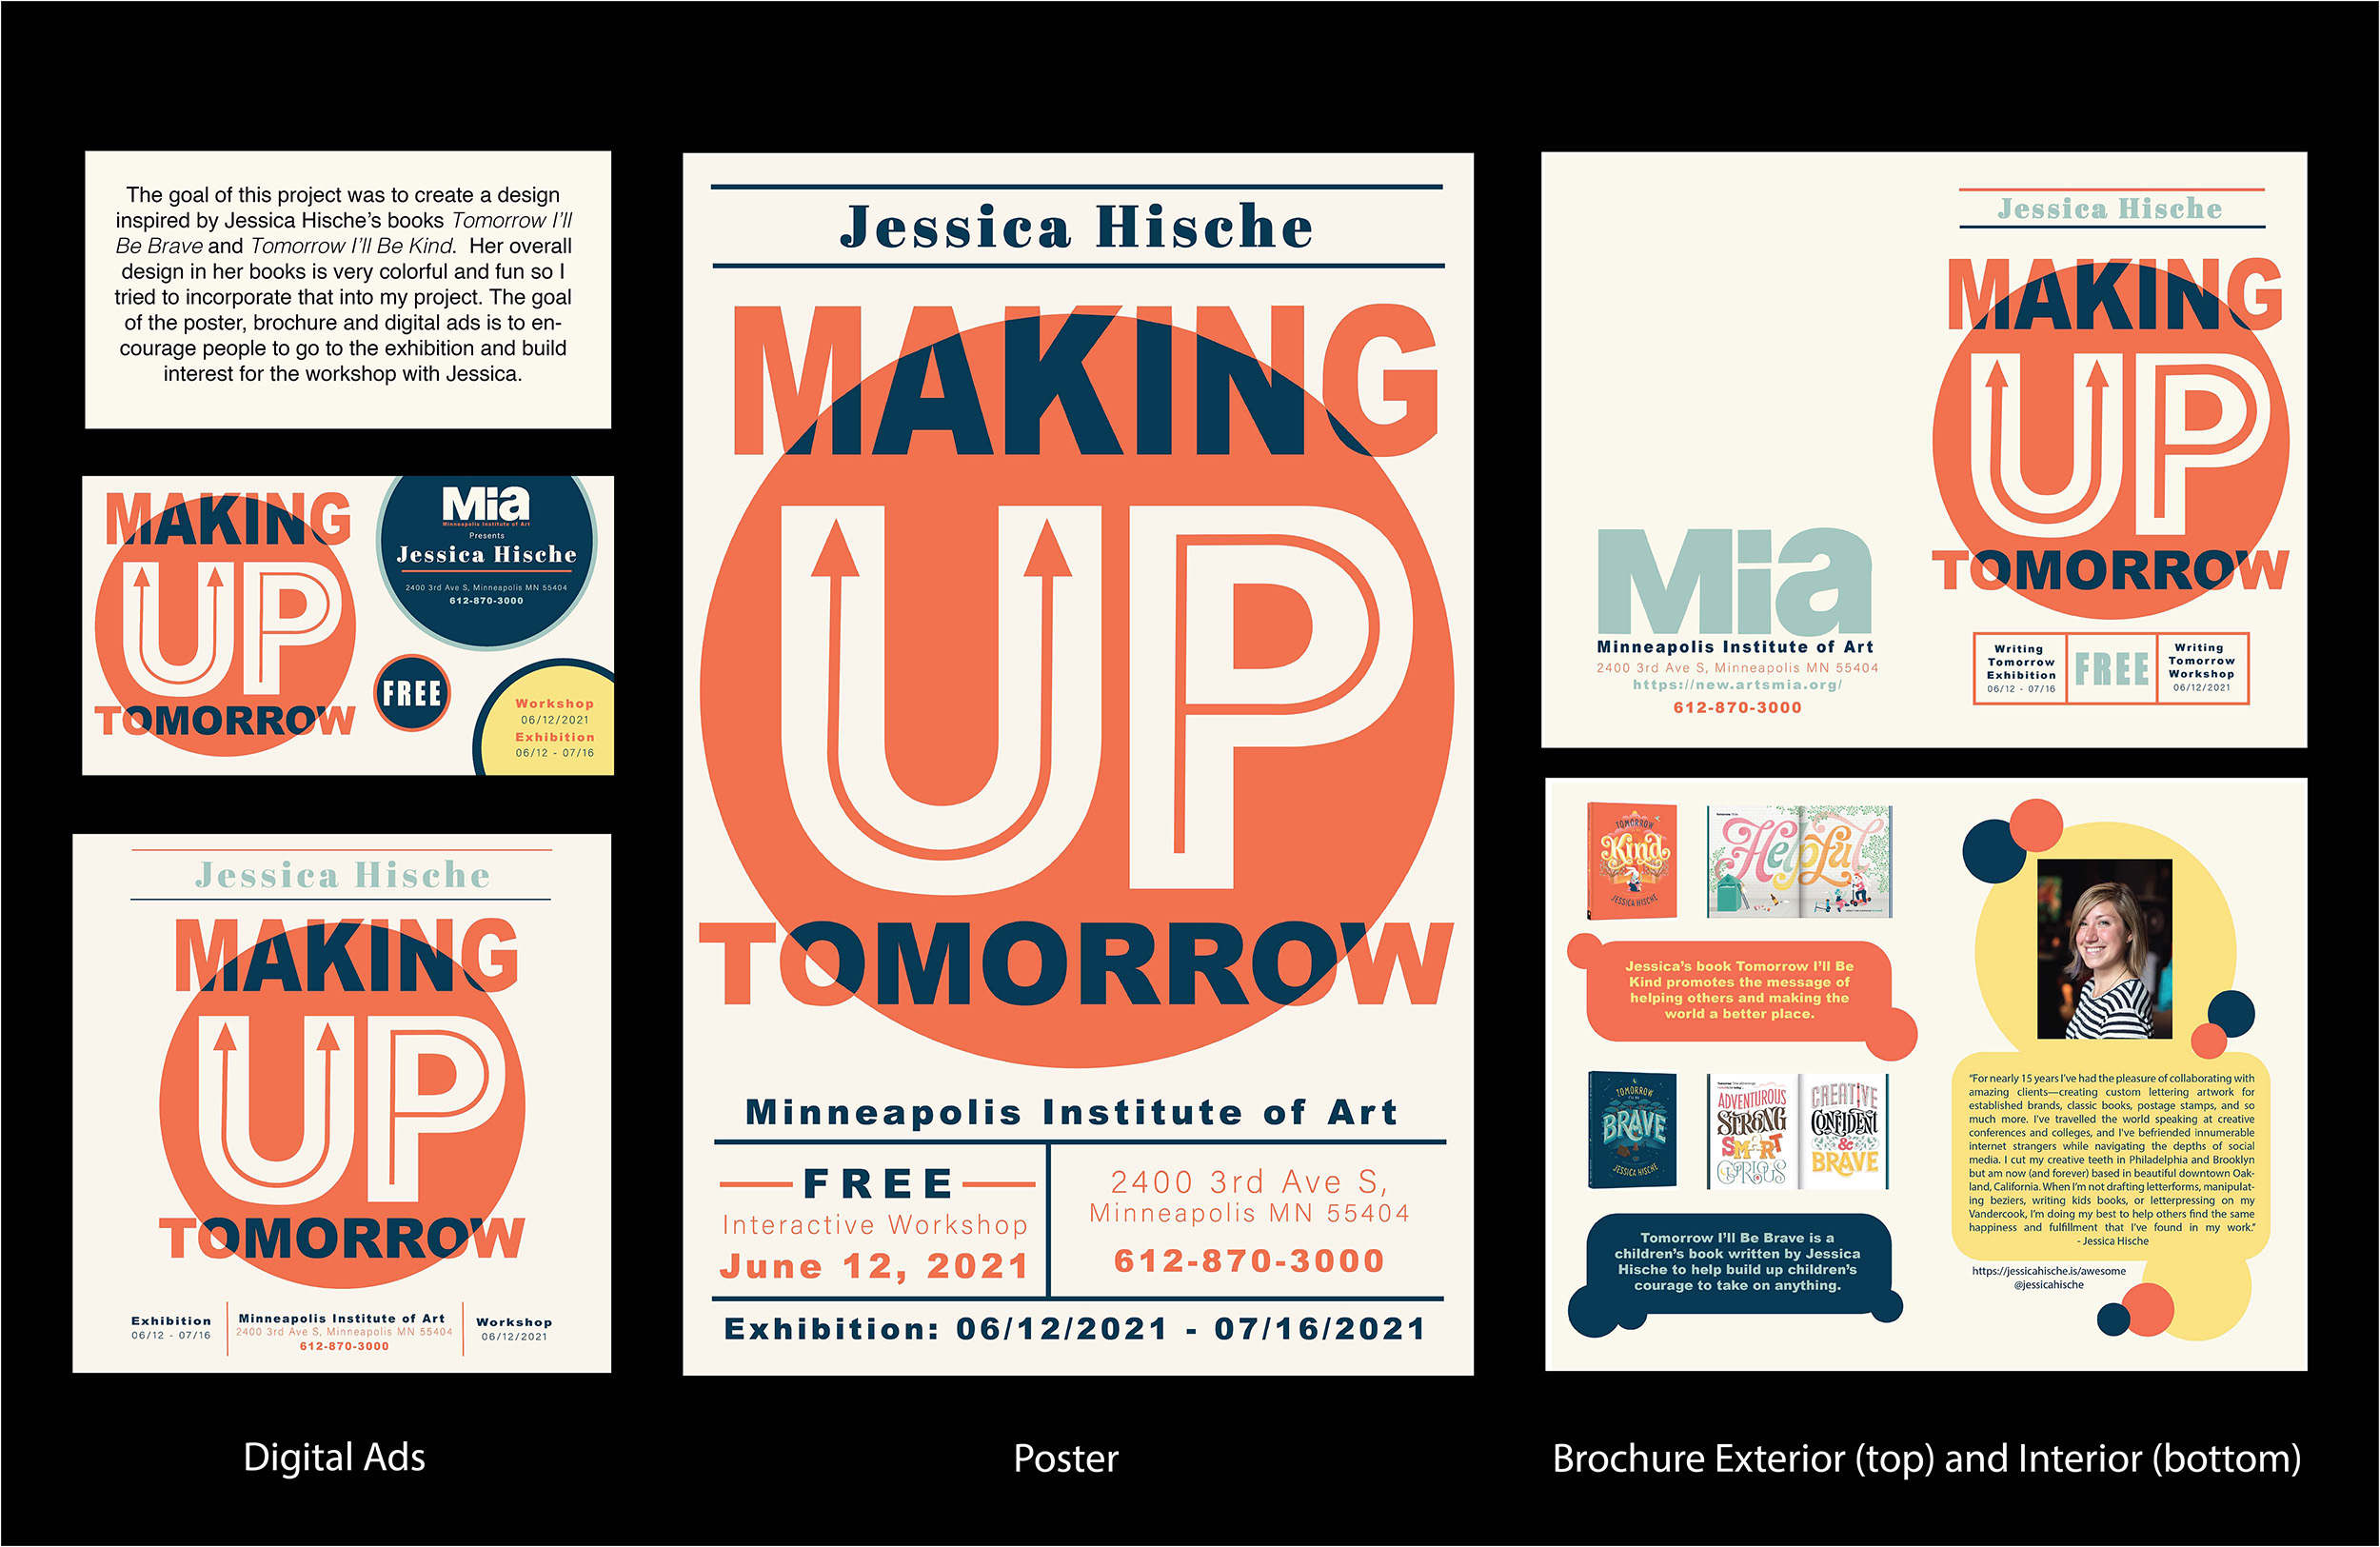 The goal of this project was to create a design
inspired by Jessica Hische’s books Tomorrow I’ll
Be Brave and Tomorrow I’ll Be Kind.  Her overall
design in her books is very colorful and fun so I
tried to incorporate that into my project. The goal
of the poster, brochure and digital ads is to en-
courage people to go to the exhibition and build
interest for the workshop with Jessica.
MAKING
UP
TOMORROW
Mia
Minneapolis Institute of Art
Presents
Jessica Hische
2400 3rd Ave S, Minneapolis MN 55404
612-870-3000
FREE
Workshop
06/12/2021
Exhibition
06/12 - 07/16
Jessica Hische
MAKING
UP
TOMORROW
Exhibition
06/12 - 07/16
Minneapolis Institute of Art
2400 3rd Ave S, Minneapolis MN 55404
612-870-3000
Workshop
06/12/2021
Digital Ads
Jessica Hische
MAKING
UP
TOMORROW
Minneapolis Institute of Art
FREE
Interactive Workshop
June 12, 2021
2400 3rd Ave S,
Minneapolis MN 55404
612-870-3000
Exhibition: 06/12/2021 - 07/16/2021
Poster
Mia
Minneapolis Institute of Art
2400 3rd Ave S, Minneapolis MN 55404
https://new.artsmia.org/
612-870-3000
Jessica Hische
MAKING
UP
TOMORROW
Writing
Tomorrow
Exhibition
06/12 - 07/16
FREE
Writing
Tomorrow
Workshop
06/12/2021
TOMORROW
Kind
JESSICA HISCHE
Helpful
Jessica’s book Tomorrow I’ll Be
Kind promotes the message of
helping others and making the
world a better place.
TOMORROW
BRAVE
JESSICA HISCHE
ADVENTUROUS
STRONG
SMART
CURIOUS
CREATIVE
CONFIDENT
&
BRAVE
Tomorrow I’ll Be Brave is a
children’s book written by Jessica
Hische to help build up children’s
courage to take on anything.
“For nearly 15 years I’ve had the pleasure of collaborating with
amazing clients—creating custom lettering artwork for
established brands, classic books, postage stamps, and so
much more. I’ve travelled the world speaking at creative
conferences and colleges, and I’ve befriended innumerable
internet strangers while navigating the depths of social
media. I cut my creative teeth in Philadelphia and Brooklyn
but am now (and forever) based in beautiful downtown Oak-
land, California. When I’m not drafting letterforms, manipulat-
ing beziers, writing kids books, or letterpressing on my
Vandercook, I’m doing my best to help others find the same
happiness and fulfillment that I’ve found in my work.”
- Jessica Hische
https://jessicahische.is/awesome
@jessicahische
Brochure Exterior (top) and Interior (bottom)